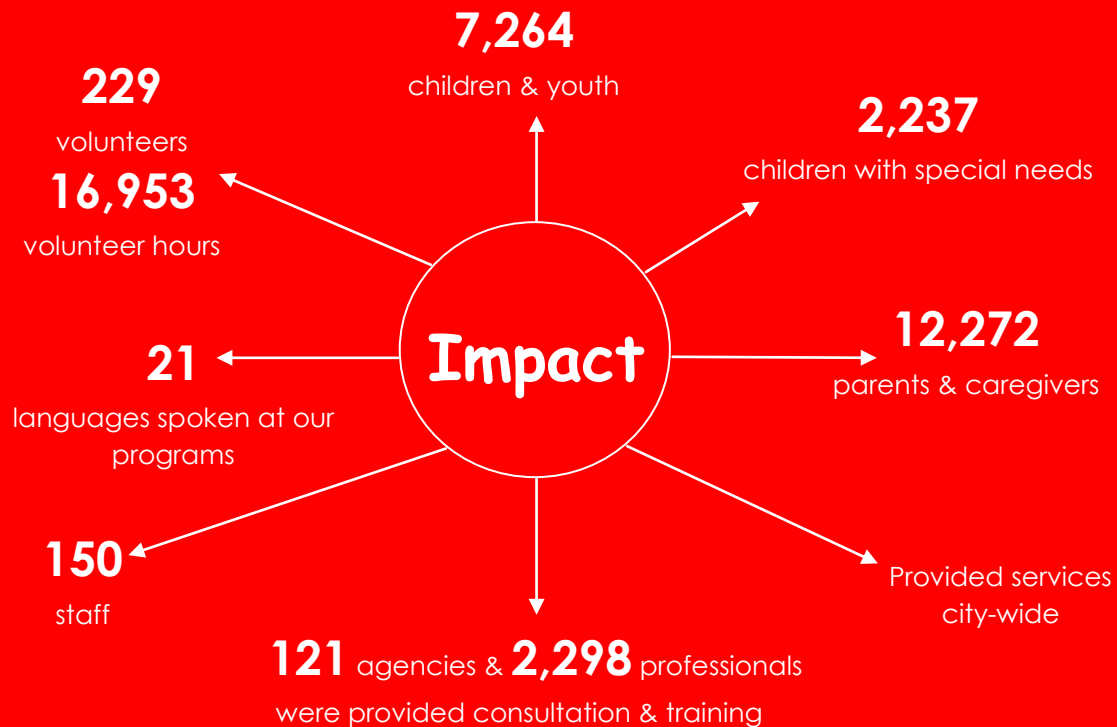 7,264
children & youth
229
volunteers
16,953
volunteer hours
2,237
children with special needs
Impact
12,272
parents & caregivers
21
languages spoken at our
programs
150
staff
Provided services
city-wide
121 agencies & 2,298 professionals
were provided consultation & training